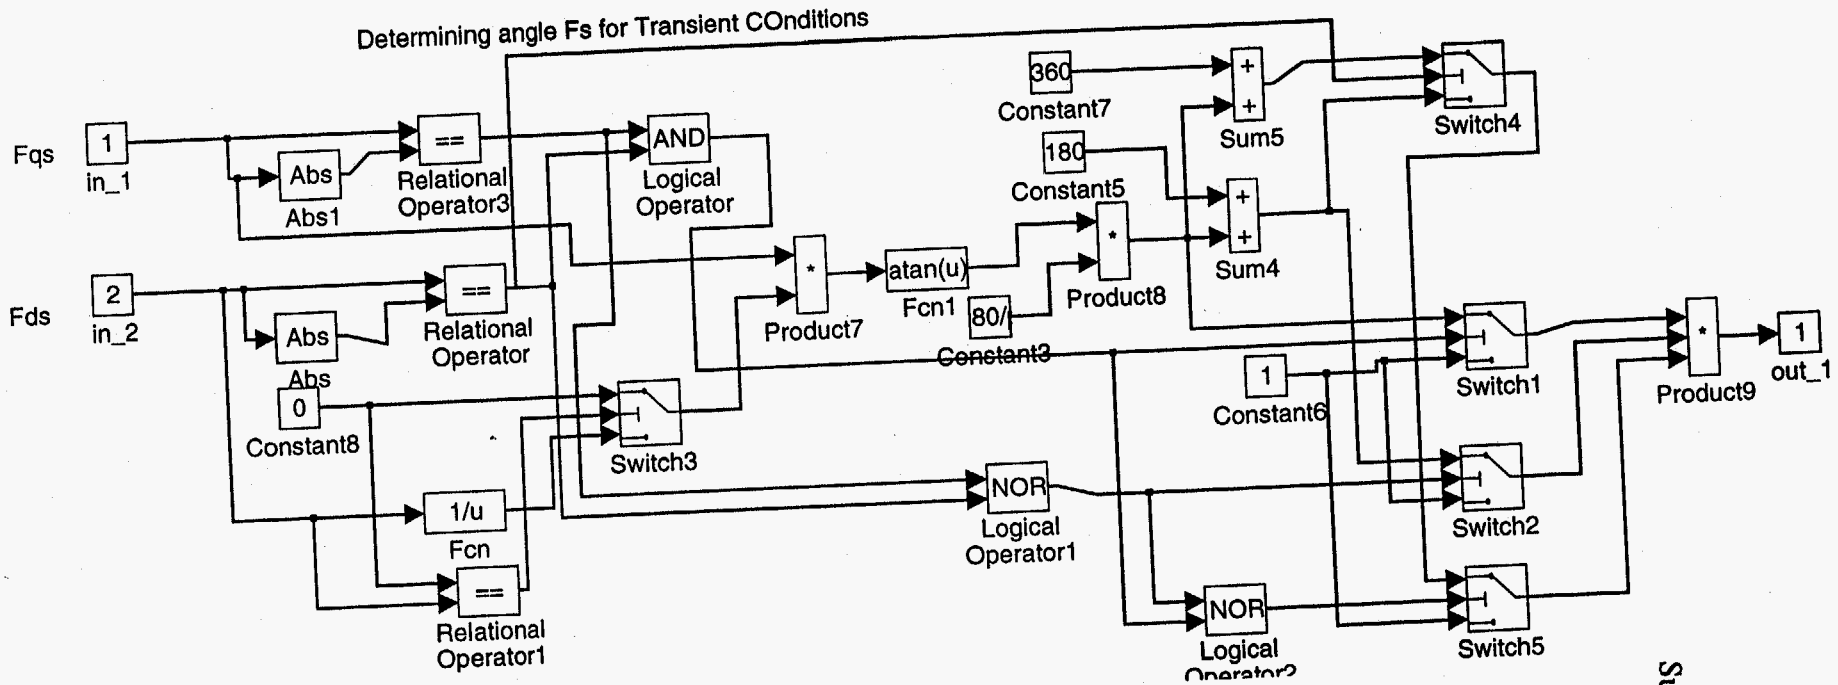 Determining angle Fs for Transient COnditions
360
Constant7
+
+
Sum5
Switch4
Fqs
1
in_1
Abs
Abs1
==
Relational
Operator3
AND
Logical
Operator
180
Constant5
+
+
Sum4
Fds
2
in_2
Abs
Abs
==
Relational
Operator
*
Product7
atan(u)
Fcn1
80/
Constant3
*
Product8
0
Constant8
Switch3
1
Constant6
Switch1
*
Product9
1
out_1
1/u
Fcn
==
Relational
Operator1
NOR
Logical
Operator1
Switch2
NOR
Logical
Operator2
Switch5